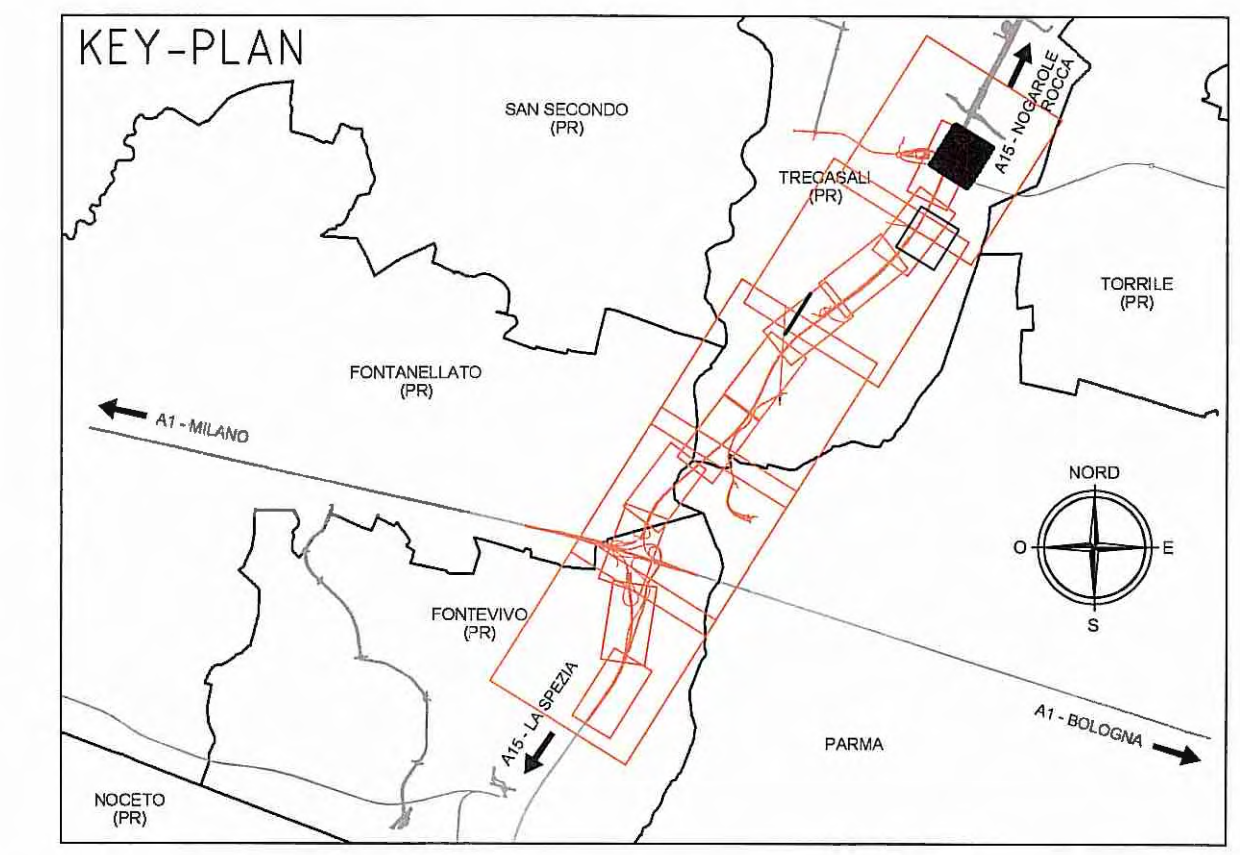 KEY-PLAN
SAN SECONDO
(PR)
A15 - NOGAROLE
ROCCA
TRECASALI
(PR)
TORRILE
(PR)
FONTANELLATO
(PR)
A1 - MILANO
NORD
O
E
S
FONTEVIVO
(PR)
A15 - LA SPEZIA
A1 - BOLOGNA
PARMA
NOCETO
(PR)